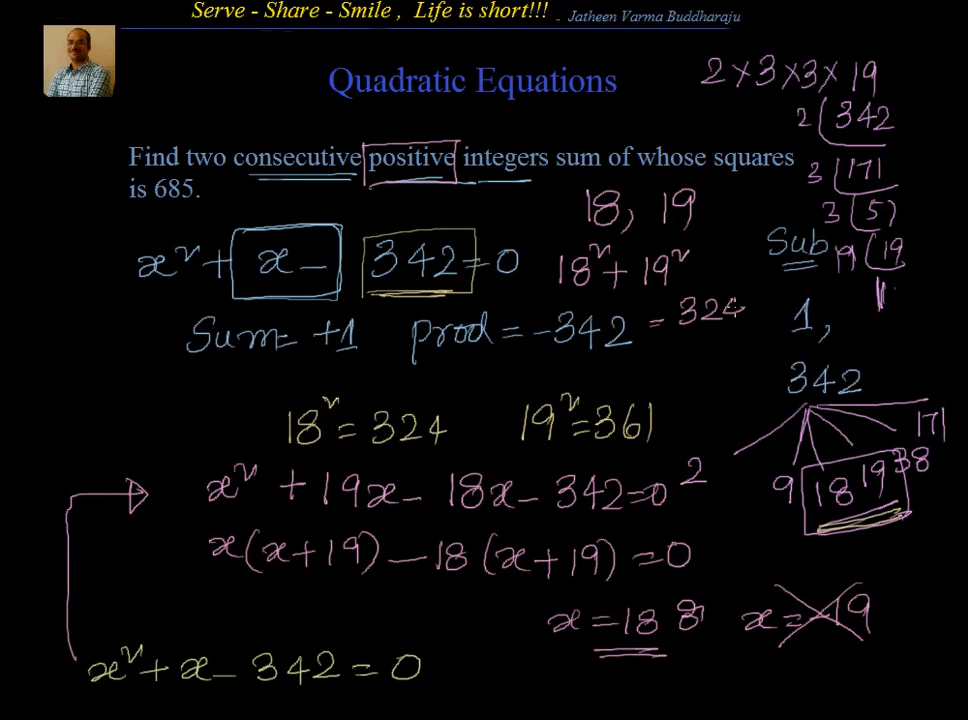 Serve - Share - Smile , Life is short!!! - Jatheen Varma Buddharaju
Quadratic Equations
2 × 3 × 3 × 19
2 ( 342
3 ( 171
3 ( 57
19 ( 19
1
Find two consecutive positive integers sum of whose squares
is 685.
18, 19
x² + x - 342 = 0
18² + 19²
Sub
Sum = +1 prod = -342
= 324
1,
342
18² = 324 19² = 361
2 9 18 19 38 171
x² + 19x - 18x - 342 = 0
x(x + 19) - 18(x + 19) = 0
x = 18 & x = -19
x² + x - 342 = 0